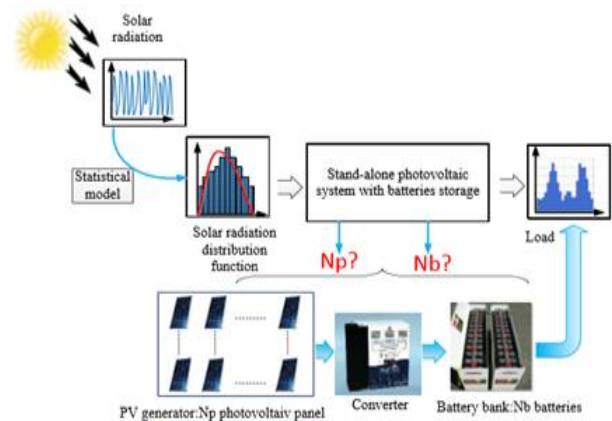 Solar
radiation
Statistical
model
Solar radiation
distribution
function
Stand-alone photovoltaic
system with batteries storage
Load
Np?
Nb?
PV generator:Np photovoltaiv panel
Converter
Battery bank:Nb batteries